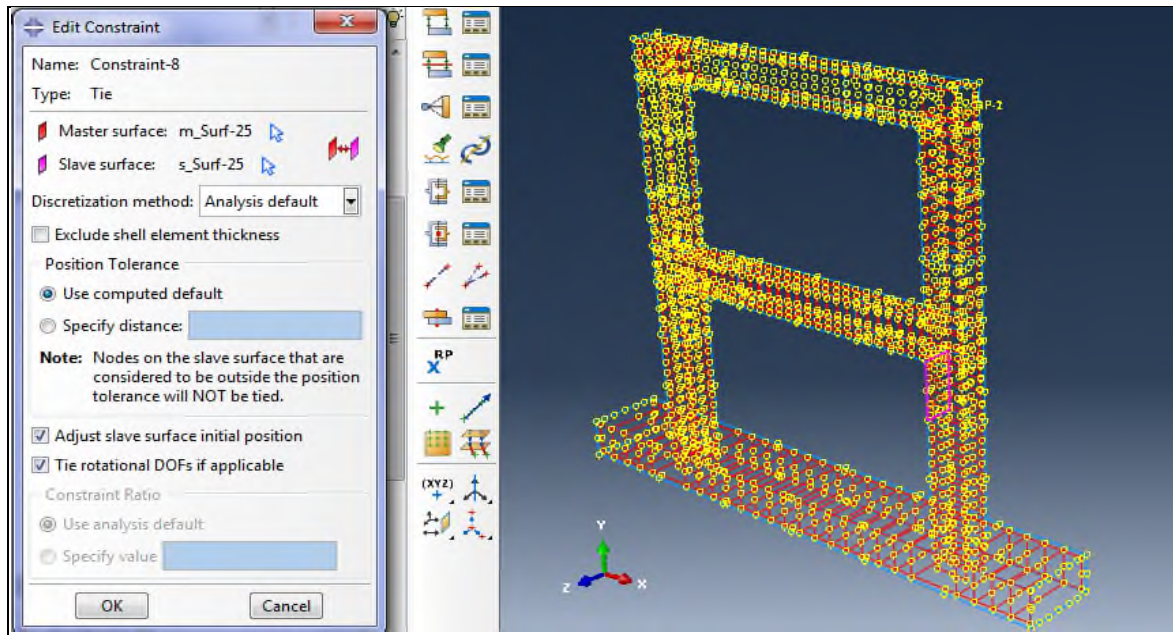 Edit Constraint
Name: Constraint-8
Type: Tie
Master surface: m_Surf-25
Slave surface: s_Surf-25
Discretization method: Analysis default
Exclude shell element thickness
Position Tolerance
Use computed default
Specify distance:
Note: Nodes on the slave surface that are
considered to be outside the position
tolerance will NOT be tied.
Adjust slave surface initial position
Tie rotational DOFs if applicable
Constraint Ratio
Use analysis default
Specify value
OK Cancel
RP
(XYZ)
Y
Z X